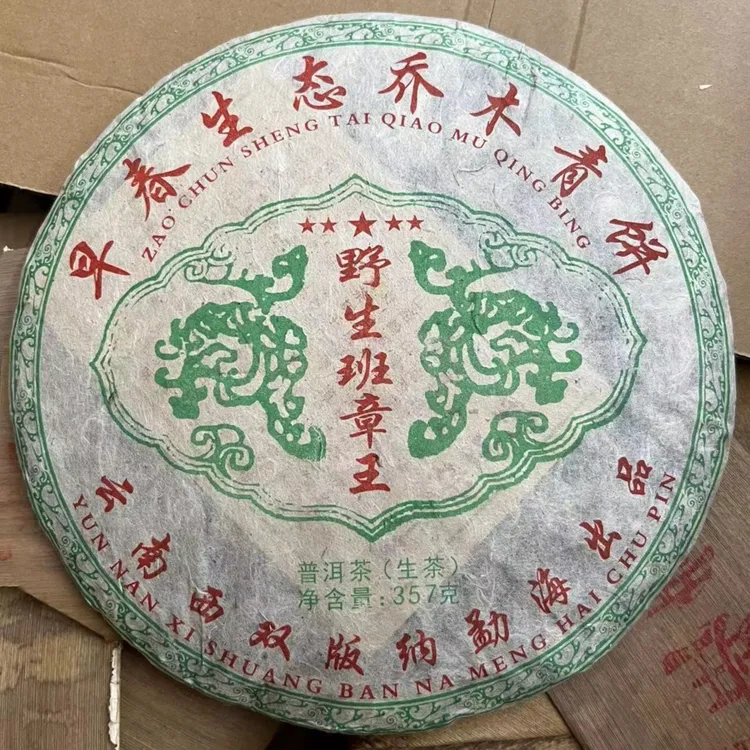 早春生态乔木青饼
ZAO CHUN SHENG TAI QIAO MU QING BING
野生班章王
普洱茶（生茶）
净含量：357克
云南西双版纳勐海出品
YUN NAN XI SHUANG BAN NA MENG HAI CHU PIN